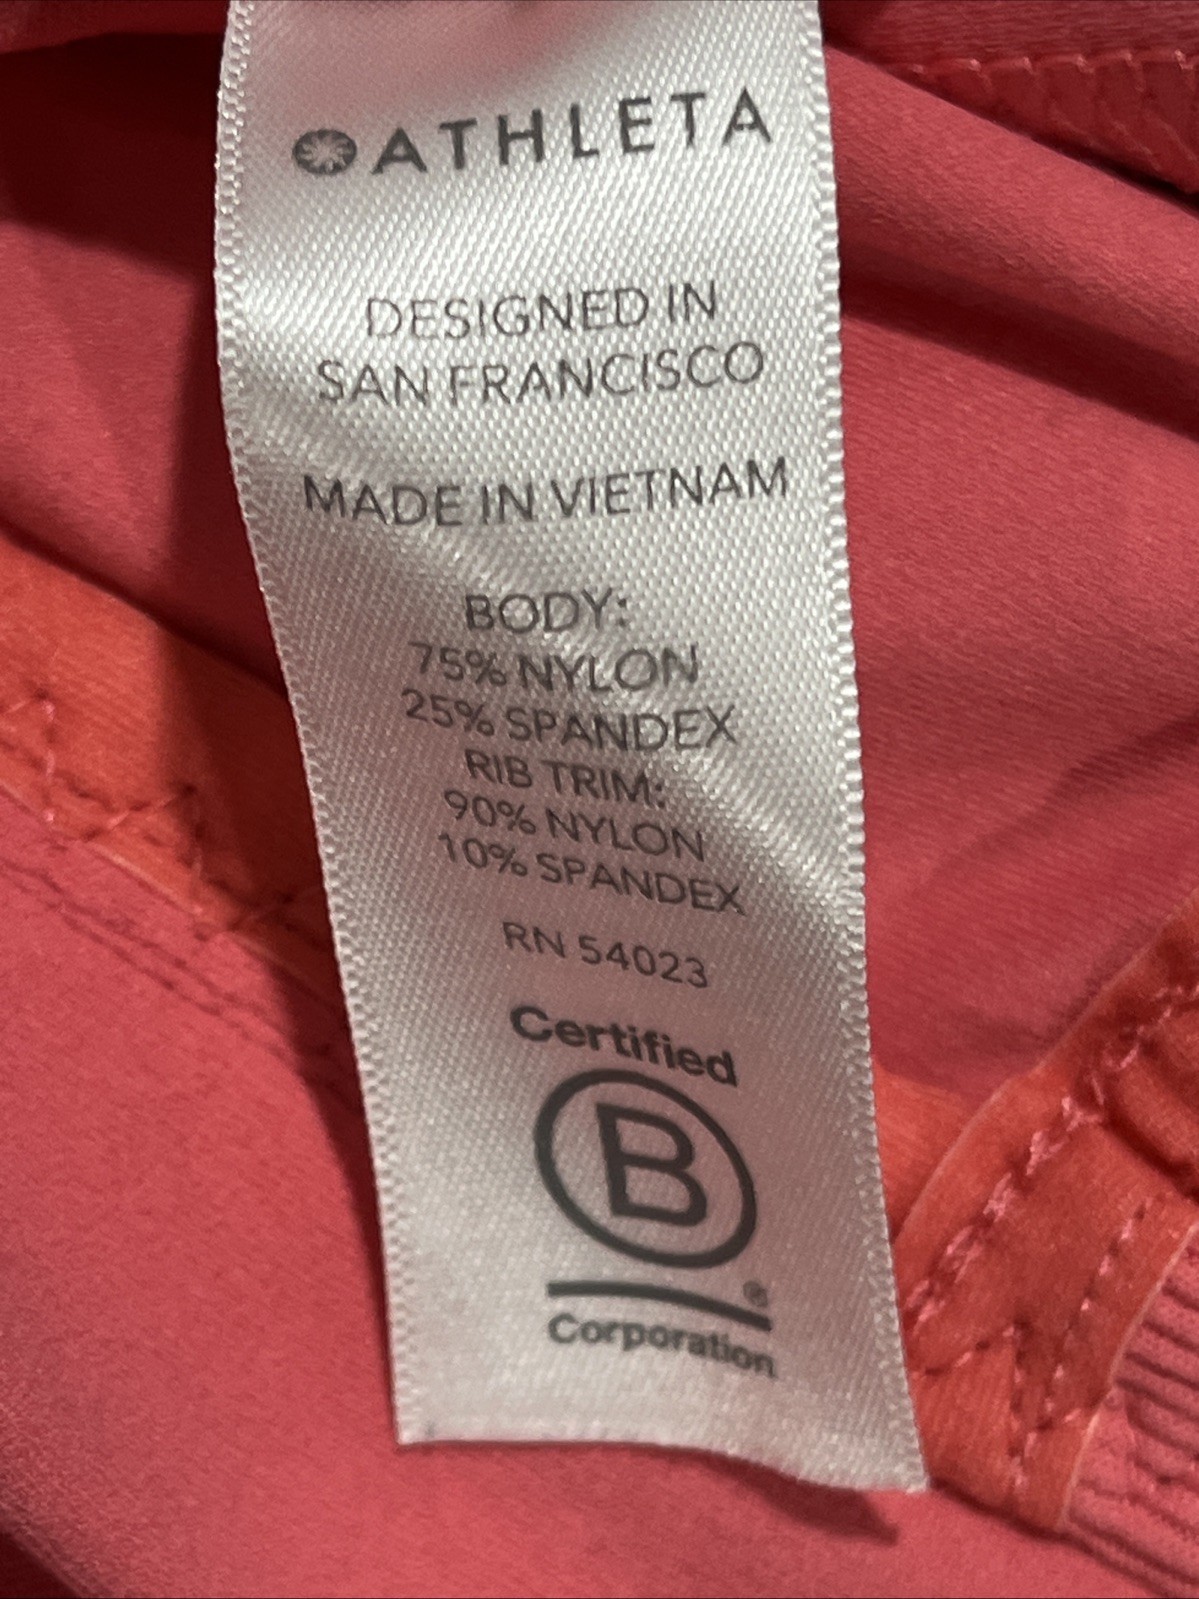 ATHLETA
DESIGNED IN
SAN FRANCISCO
MADE IN VIETNAM
BODY:
75% NYLON
25% SPANDEX
RIB TRIM:
90% NYLON
10% SPANDEX
RN 54023
Certified
B
®
Corporation